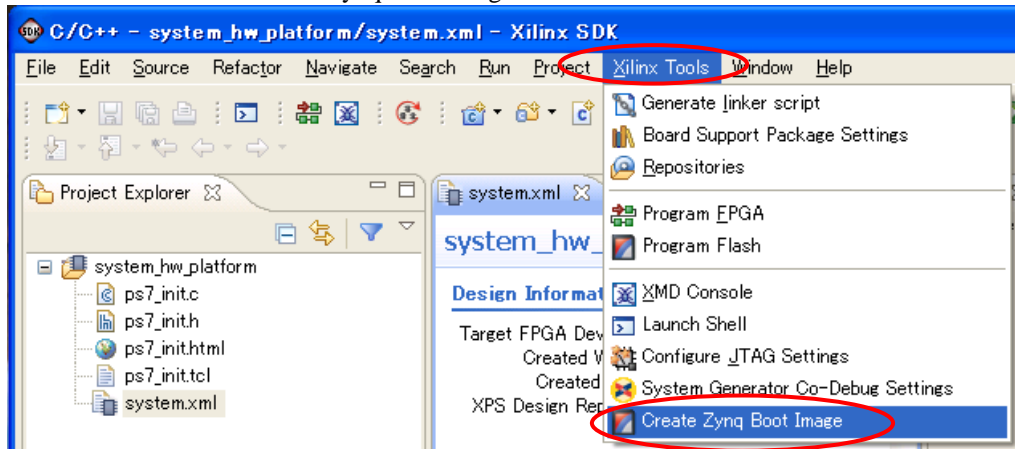 C/C++ - system_hw_platform/system.xml - Xilinx SDK
File Edit Source Refactor Navigate Search Run Project Xilinx Tools Window Help
Generate linker script
Board Support Package Settings
Repositories
Project Explorer
system.xml
Program FPGA
Program Flash
system_hw_
system_hw_platform
ps7_init.c
ps7_init.h
ps7_init.html
ps7_init.tcl
system.xml
Design Informat
Target FPGA Dev
Created W
Created
XPS Design Rep
XMD Console
Launch Shell
Configure JTAG Settings
System Generator Co-Debug Settings
Create Zynq Boot Image